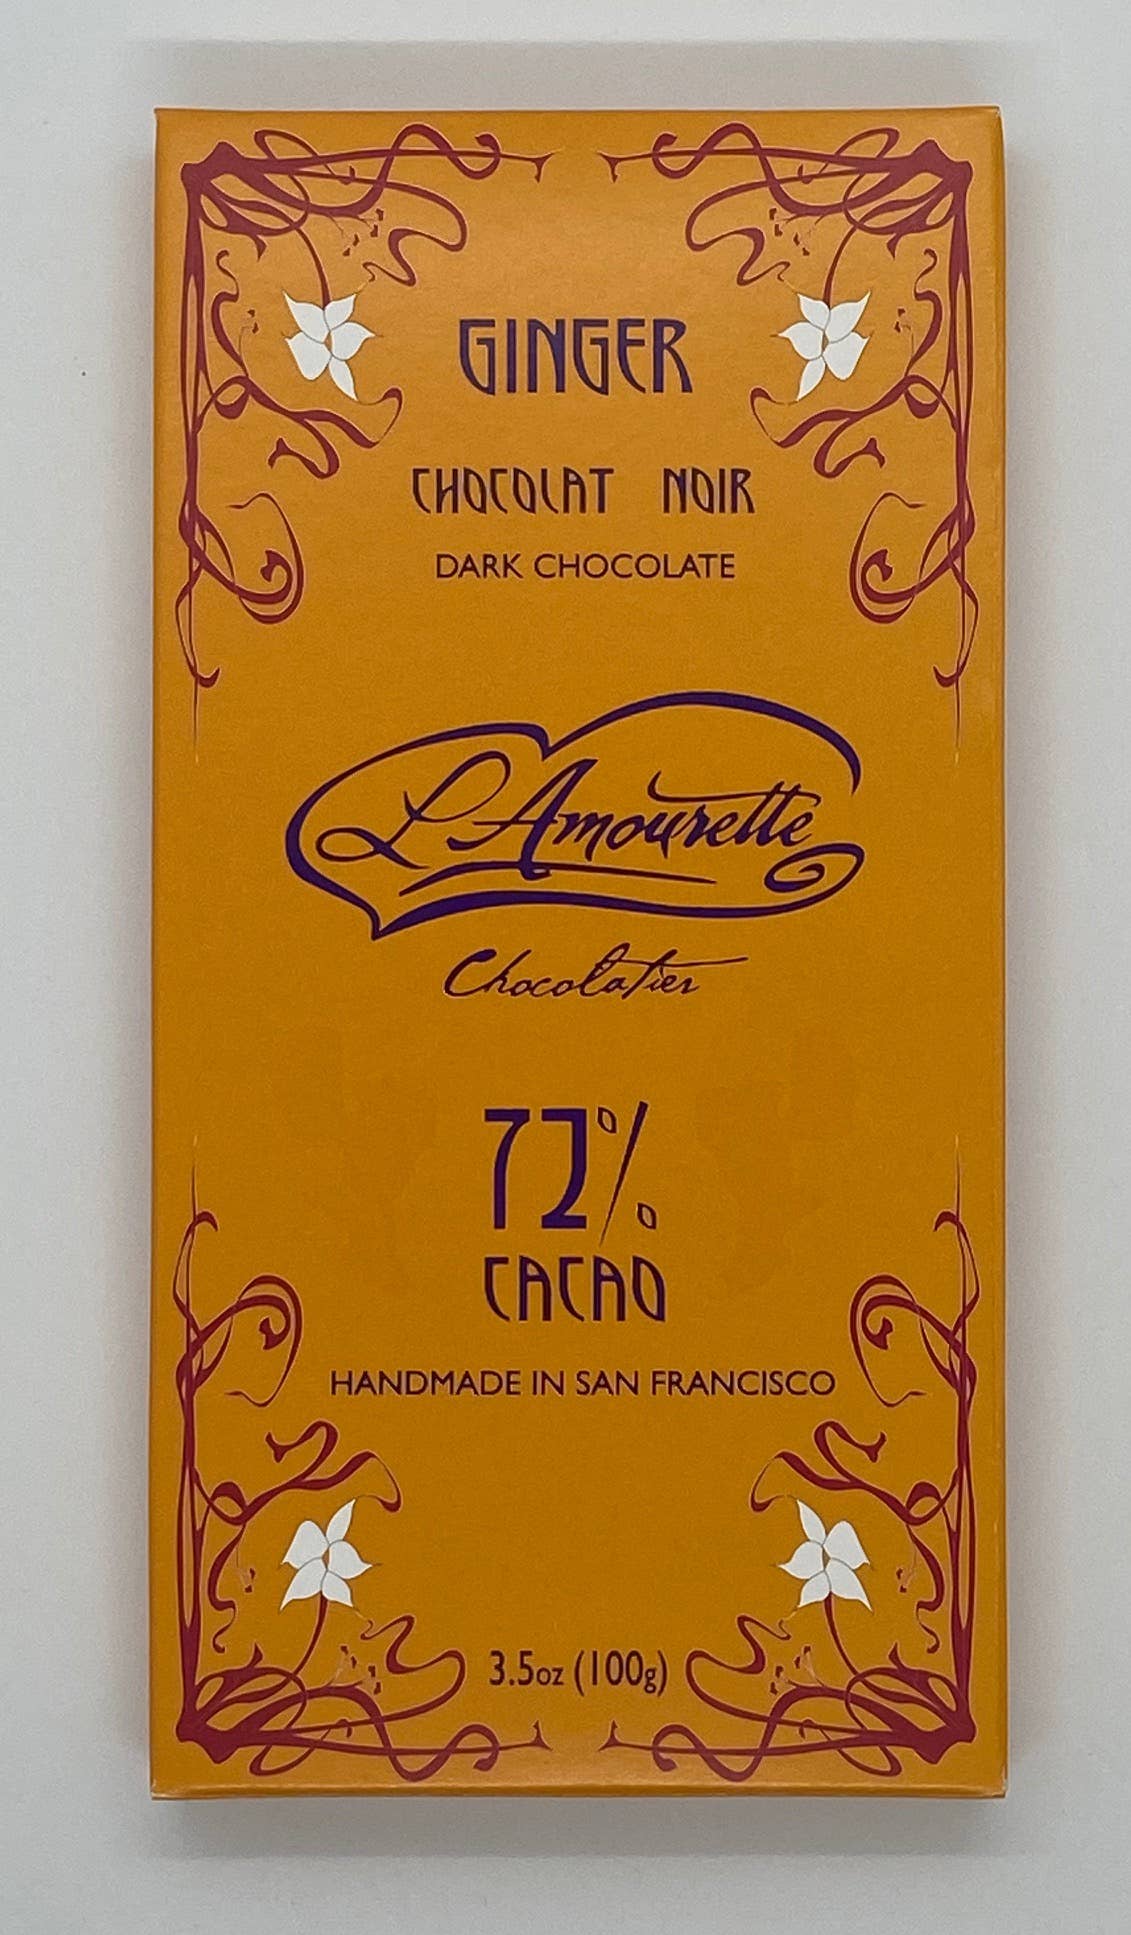 GINGER
CHOCOLAT NOIR
DARK CHOCOLATE
L'Amourette
Chocolatier
72%
CACAO
HANDMADE IN SAN FRANCISCO
3.5oz (100g)